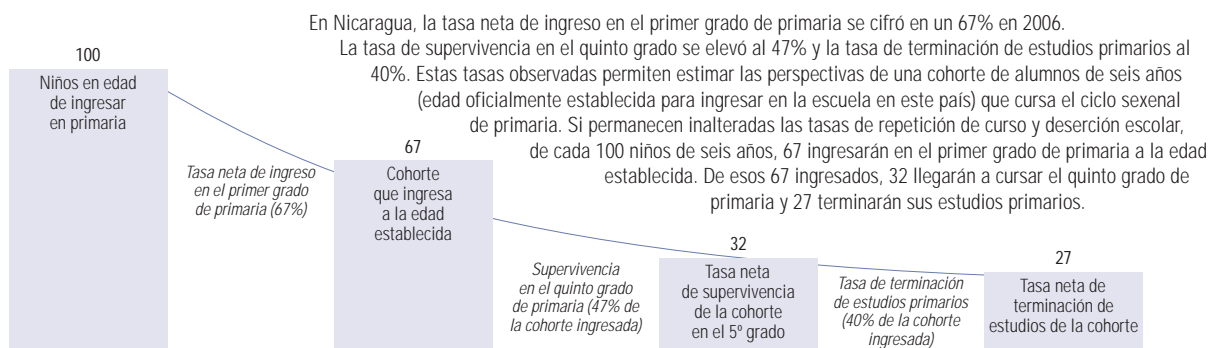 En Nicaragua, la tasa neta de ingreso en el primer grado de primaria se cifró en un 67% en 2006.
La tasa de supervivencia en el quinto grado se elevó al 47% y la tasa de terminación de estudios primarios al
40%. Estas tasas observadas permiten estimar las perspectivas de una cohorte de alumnos de seis años
(edad oficialmente establecida para ingresar en la escuela en este país) que cursa el ciclo sexenal
de primaria. Si permanecen inalteradas las tasas de repetición de curso y deserción escolar,
de cada 100 niños de seis años, 67 ingresarán en el primer grado de primaria a la edad
establecida. De esos 67 ingresados, 32 llegarán a cursar el quinto grado de
primaria y 27 terminarán sus estudios primarios.
100
Niños en edad
de ingresar
en primaria
Tasa neta de ingreso
en el primer grado
de primaria (67%)
67
Cohorte
que ingresa
a la edad
establecida
Supervivencia
en el quinto grado
de primaria (47% de
la cohorte ingresada)
32
Tasa neta
de supervivencia
de la cohorte
en el 5º grado
Tasa de terminación
de estudios primarios
(40% de la cohorte
ingresada)
27
Tasa neta de
terminación de
estudios de la cohorte